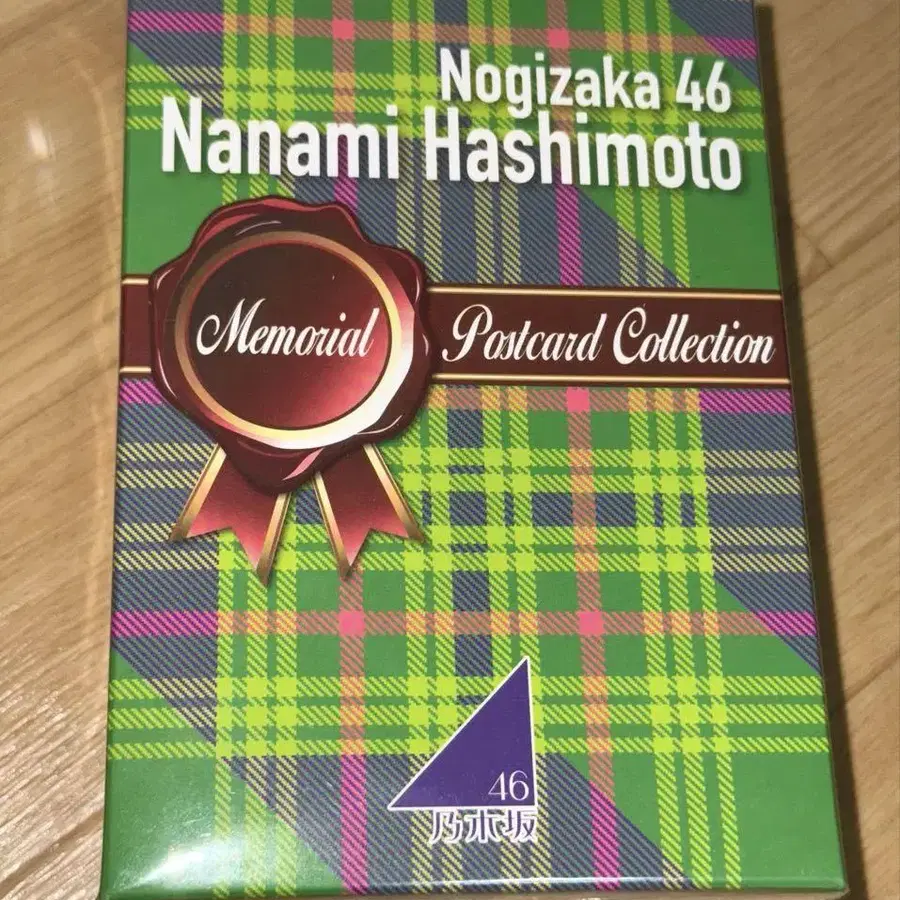 Nogizaka 46
Nanami Hashimoto
Memorial Postcard Collection
46
乃木坂